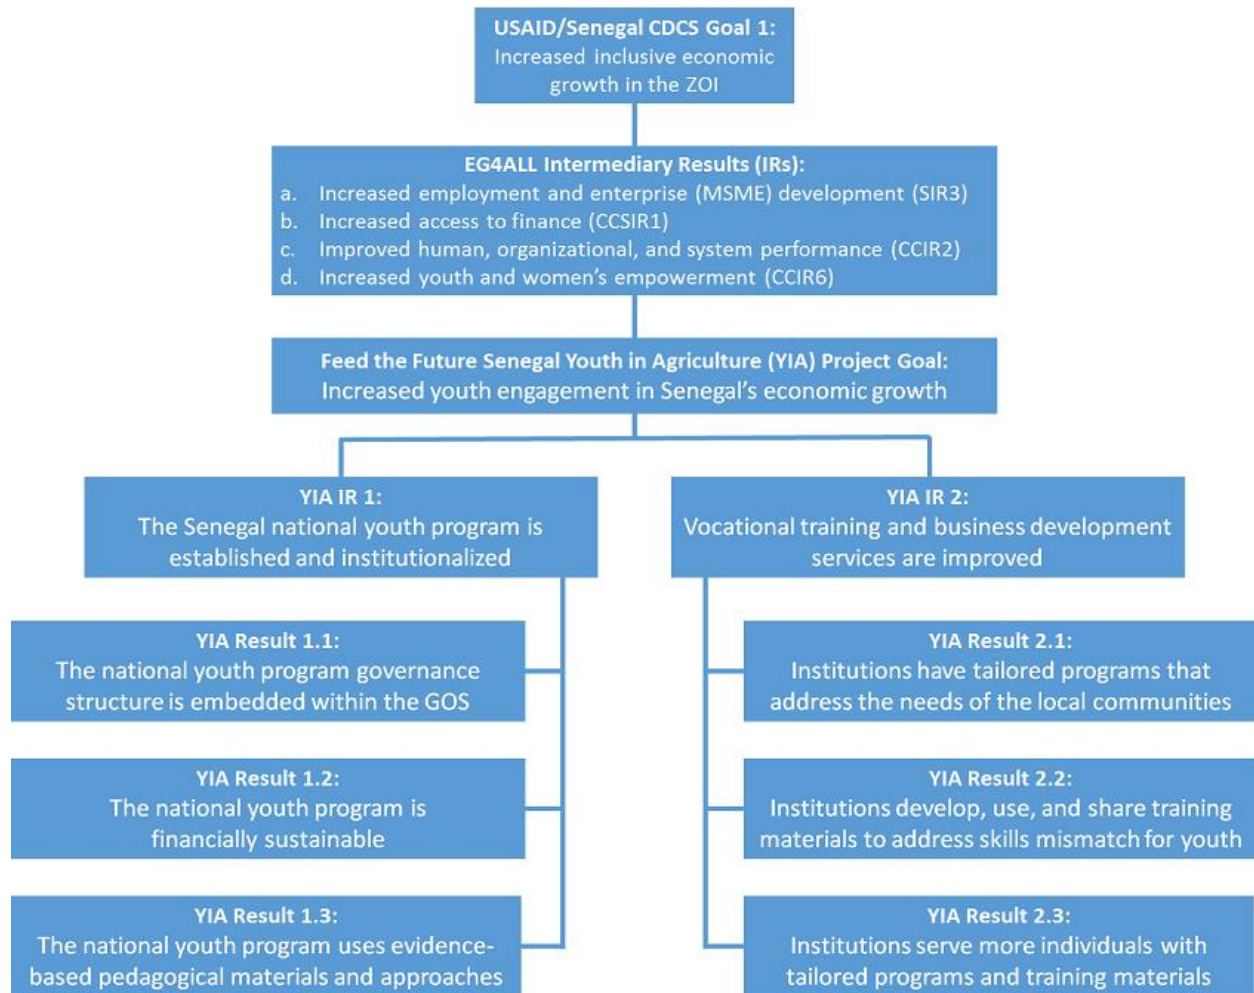 USAID/Senegal CDCS Goal 1:
Increased inclusive economic
growth in the ZOI
EG4ALL Intermediary Results (IRs):
a. Increased employment and enterprise (MSME) development (SIR3)
b. Increased access to finance (CCSIR1)
c. Improved human, organizational, and system performance (CCIR2)
d. Increased youth and women's empowerment (CCIR6)
Feed the Future Senegal Youth in Agriculture (YIA) Project Goal:
Increased youth engagement in Senegal's economic growth
YIA IR 1:
The Senegal national youth program is
established and institutionalized
YIA Result 1.1:
The national youth program governance
structure is embedded within the GOS
YIA Result 1.2:
The national youth program is
financially sustainable
YIA Result 1.3:
The national youth program uses evidence-
based pedagogical materials and approaches
YIA IR 2:
Vocational training and business development
services are improved
YIA Result 2.1:
Institutions have tailored programs that
address the needs of the local communities
YIA Result 2.2:
Institutions develop, use, and share training
materials to address skills mismatch for youth
YIA Result 2.3:
Institutions serve more individuals with
tailored programs and training materials